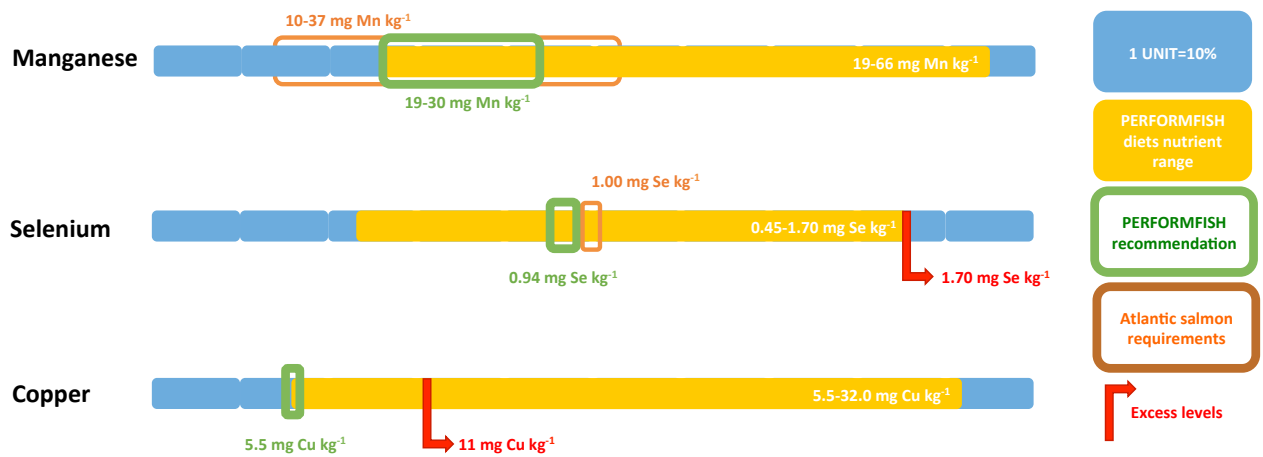 10-37 mg Mn kg⁻¹
Manganese
19-66 mg Mn kg⁻¹
19-30 mg Mn kg⁻¹
1.00 mg Se kg⁻¹
Selenium
0.45-1.70 mg Se kg⁻¹
0.94 mg Se kg⁻¹
1.70 mg Se kg⁻¹
Copper
5.5-32.0 mg Cu kg⁻¹
5.5 mg Cu kg⁻¹
11 mg Cu kg⁻¹
1 UNIT=10%
PERFORMFISH
diets nutrient
range
PERFORMFISH
recommendation
Atlantic salmon
requirements
Excess levels